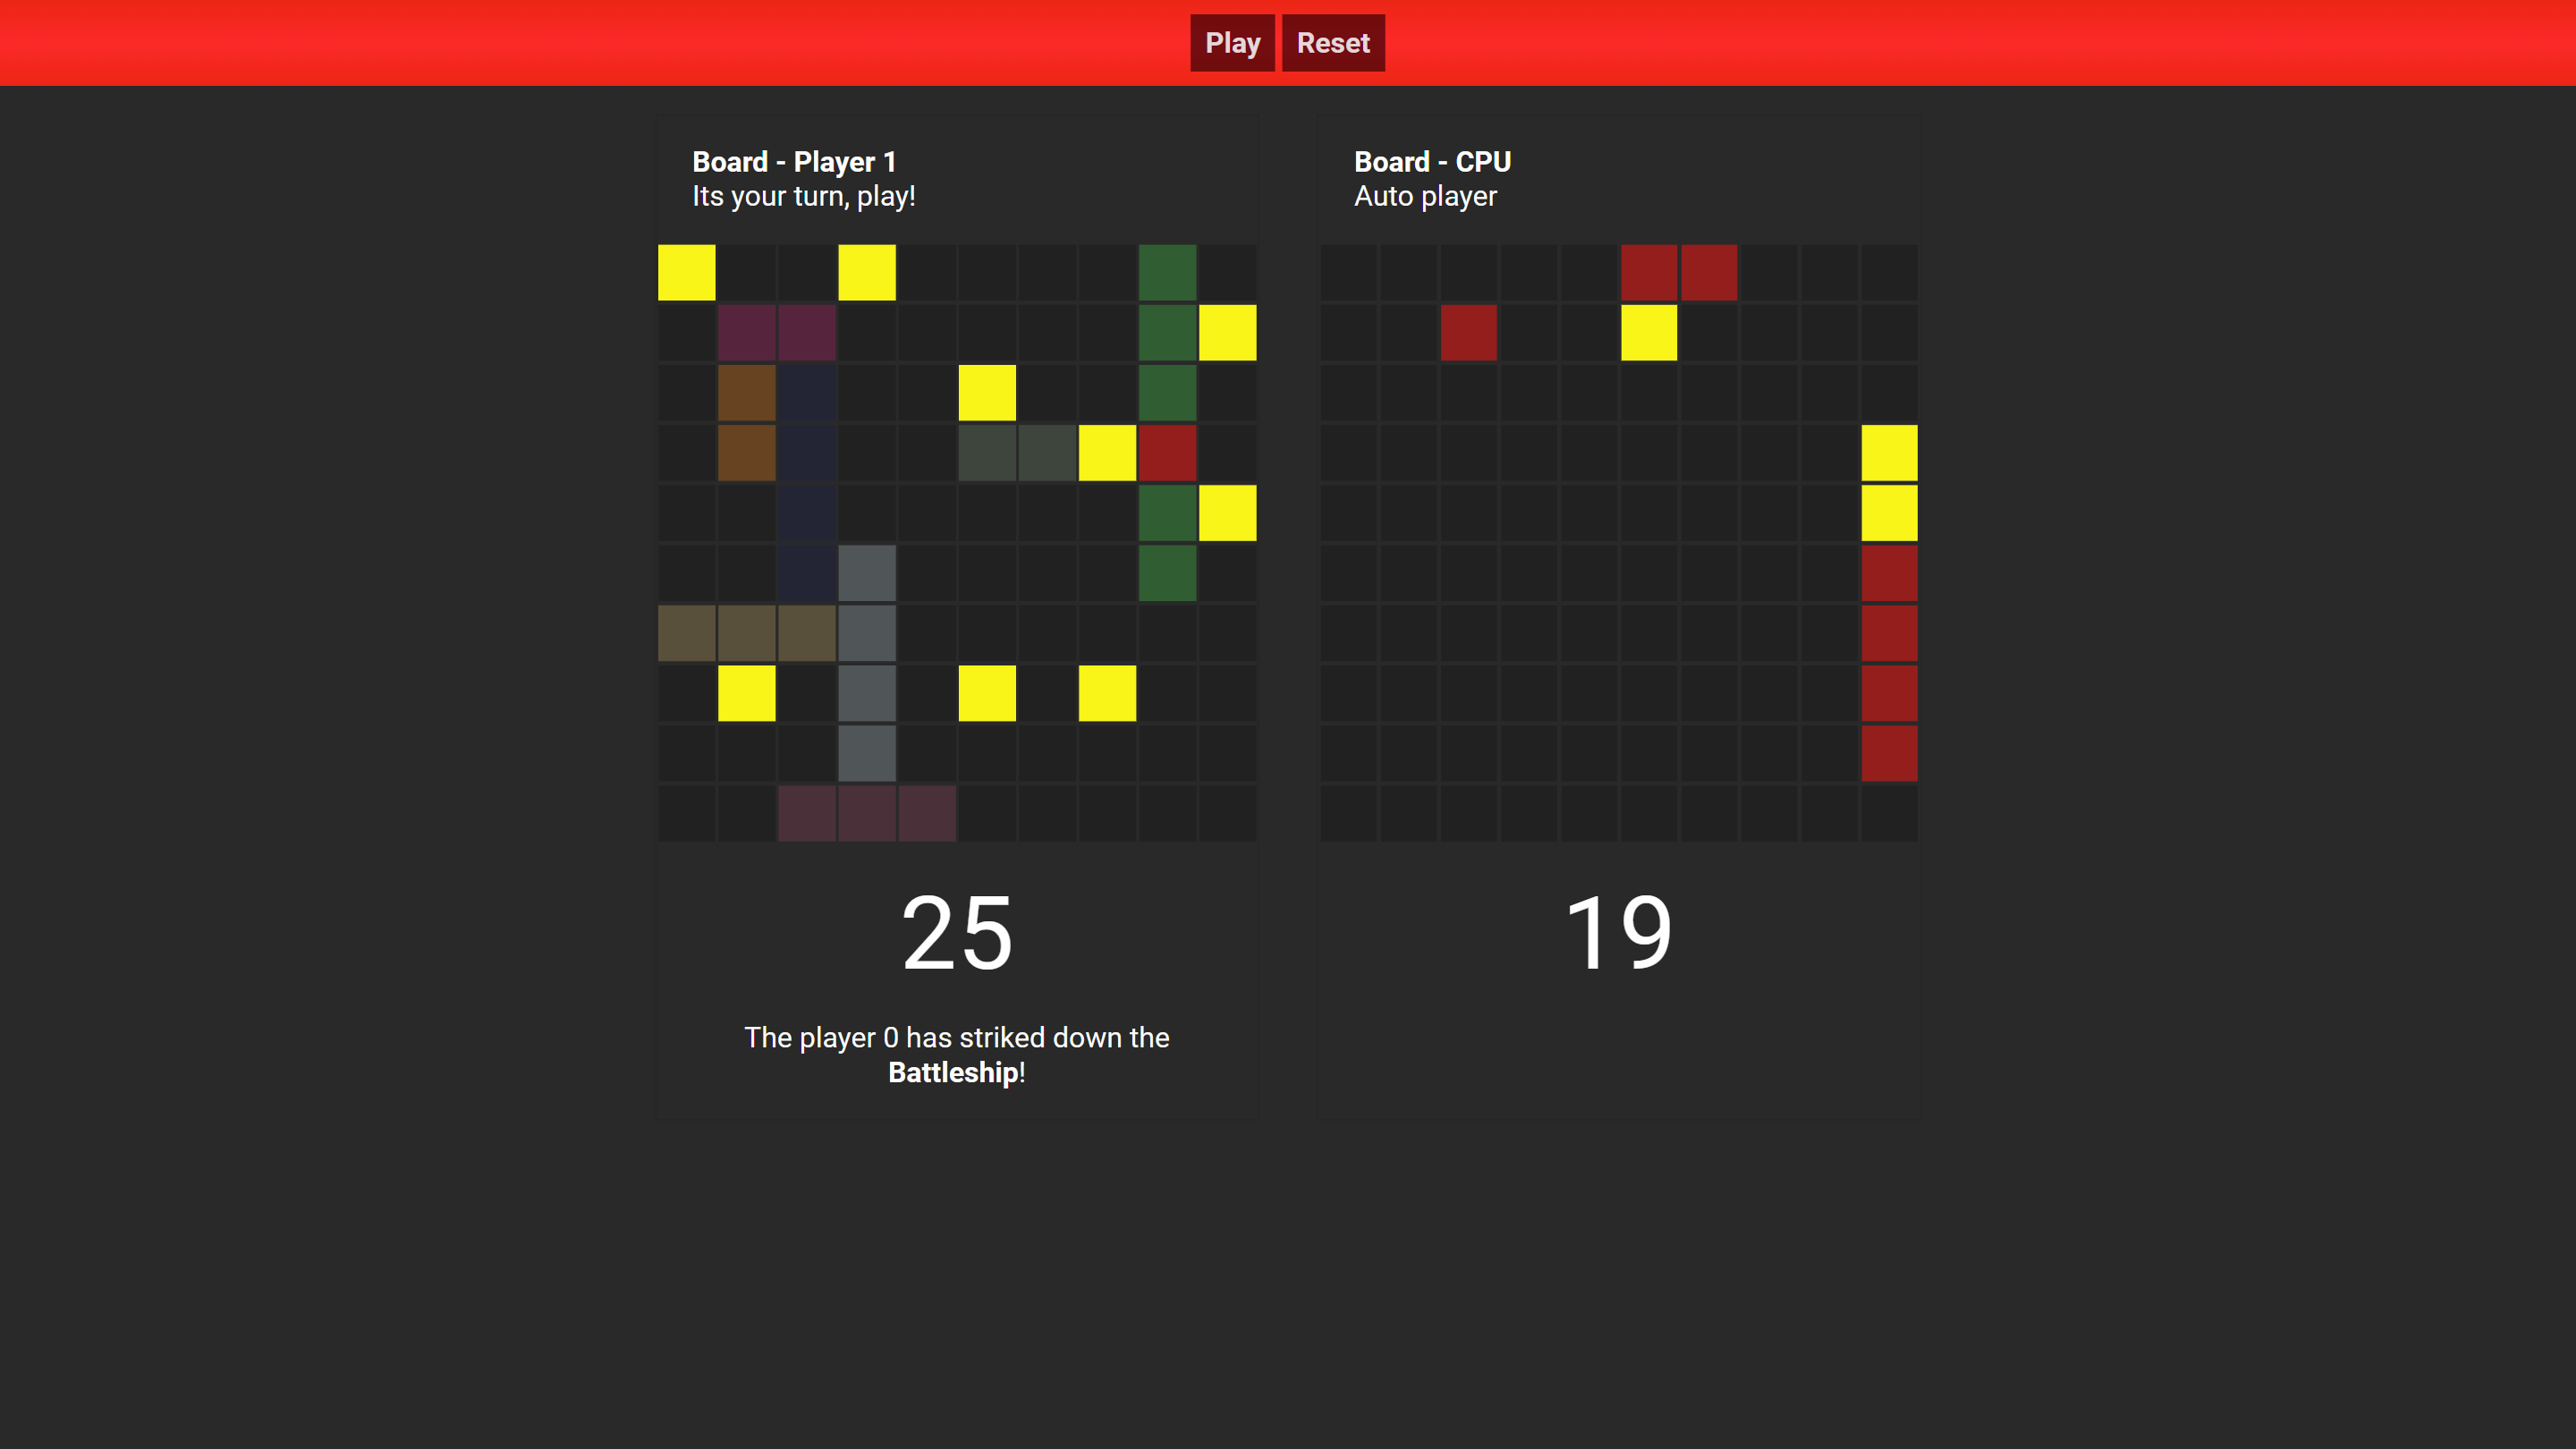 Play Reset
Board - Player 1
Its your turn, play!
Board - CPU
Auto player
25
19
The player 0 has striked down the
Battleship!